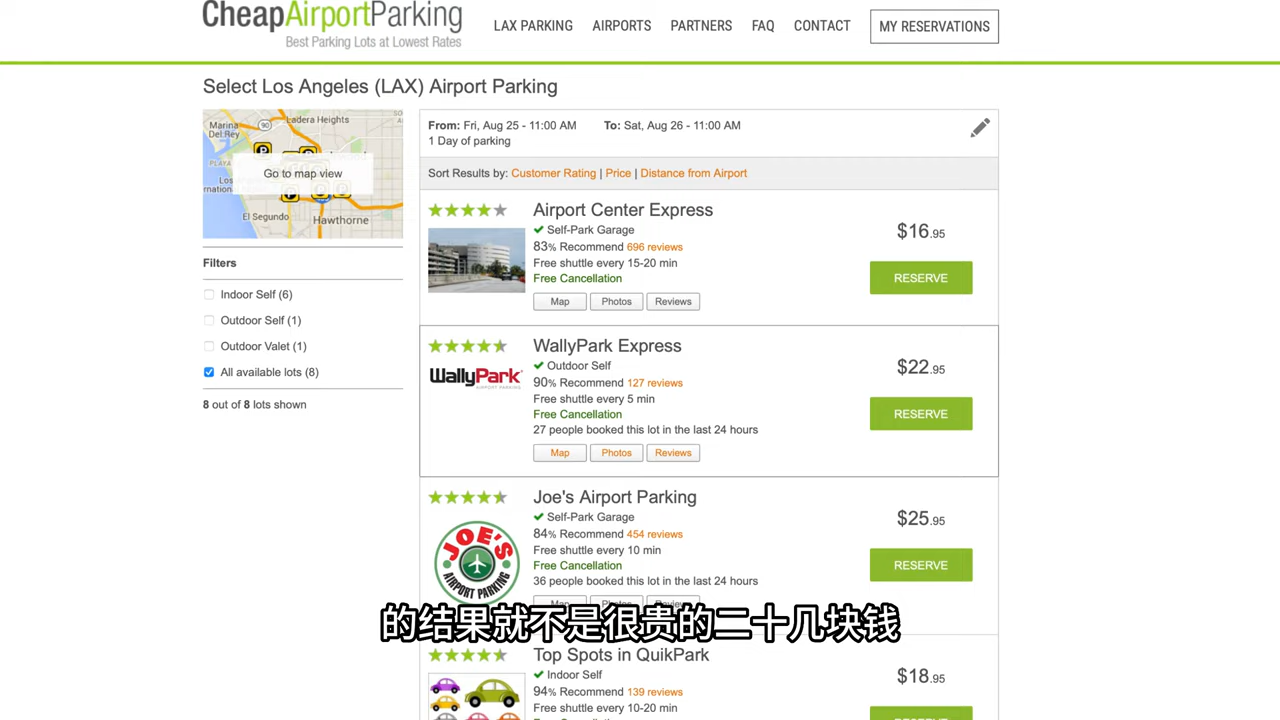 CheapAirportParking
Best Parking Lots at Lowest Rates
LAX PARKING
AIRPORTS
PARTNERS
FAQ
CONTACT
MY RESERVATIONS
Select Los Angeles (LAX) Airport Parking
Marina
Del Rey
90
Ladera Heights
Go to map view
El Segundo
Hawthorne
Filters
Indoor Self (6)
Outdoor Self (1)
Outdoor Valet (1)
All available lots (8)
8 out of 8 lots shown
From: Fri, Aug 25 - 11:00 AM To: Sat, Aug 26 - 11:00 AM
1 Day of parking
Sort Results by: Customer Rating | Price | Distance from Airport
Airport Center Express
Self-Park Garage
83% Recommend 696 reviews
Free shuttle every 15-20 min
Free Cancellation
Map
Photos
Reviews
$16.95
RESERVE
WallyPark
AIRPORT PARKING
WallyPark Express
Outdoor Self
90% Recommend 127 reviews
Free shuttle every 5 min
Free Cancellation
27 people booked this lot in the last 24 hours
Map
Photos
Reviews
$22.95
RESERVE
JOE'S
AIRPORT PARKING
Joe's Airport Parking
Self-Park Garage
84% Recommend 454 reviews
Free shuttle every 10 min
Free Cancellation
36 people booked this lot in the last 24 hours
$25.95
RESERVE
的结果就不是很贵的二十几块钱
Top Spots in QuikPark
Indoor Self
94% Recommend 139 reviews
Free shuttle every 10-20 min
$18.95